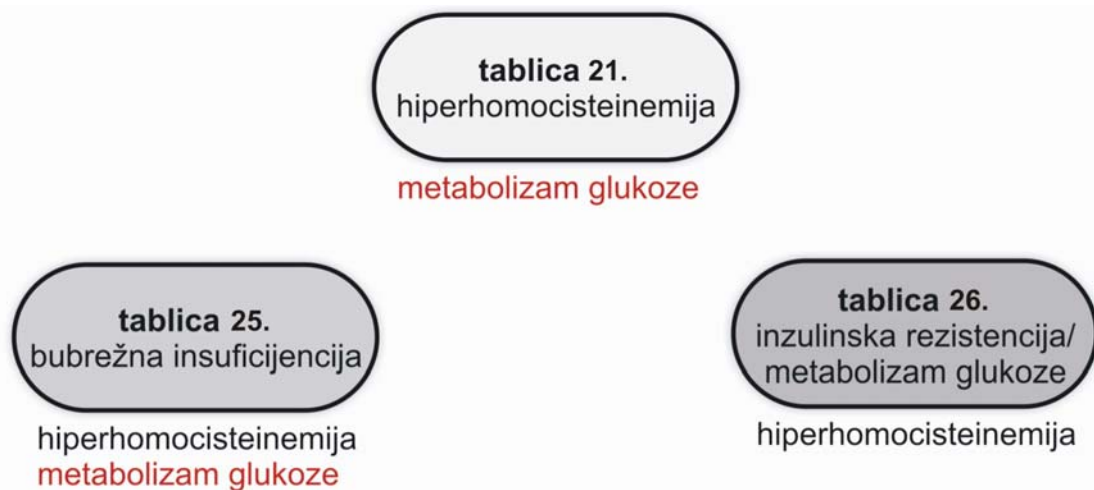 tablica 21.
hiperhomocisteinemija
metabolizam glukoze
tablica 25.
bubrežna insuficijencija
hiperhomocisteinemija
metabolizam glukoze
tablica 26.
inzulinska rezistencija/
metabolizam glukoze
hiperhomocisteinemija